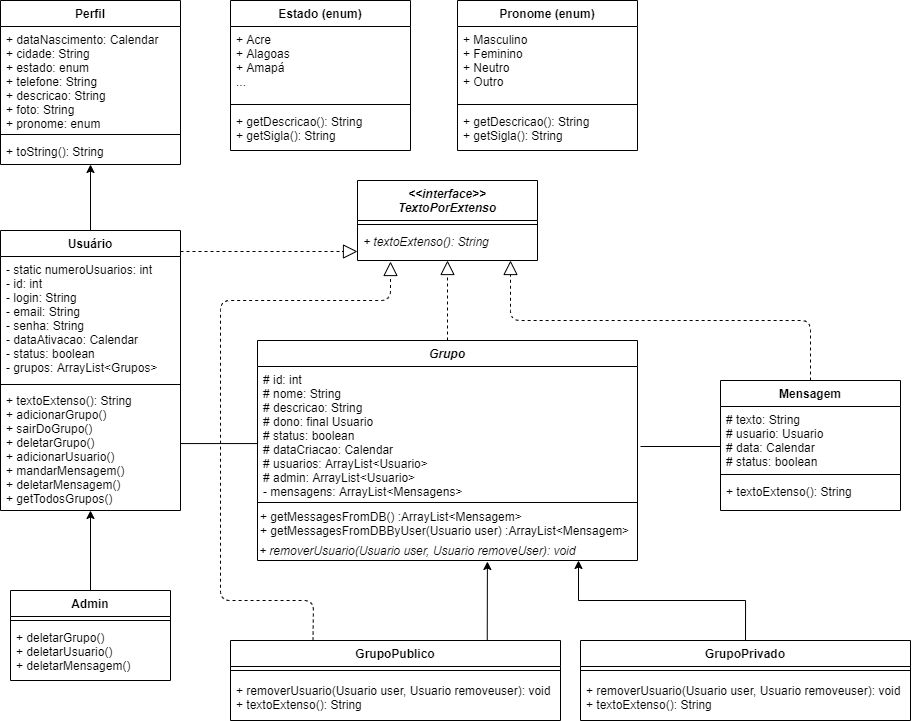 Perfil
+ dataNascimento: Calendar
+ cidade: String
+ estado: enum
+ telefone: String
+ descricao: String
+ foto: String
+ pronome: enum
+ toString(): String
Estado (enum)
+ Acre
+ Alagoas
+ Amapá
...
+ getDescricao(): String
+ getSigla(): String
Pronome (enum)
+ Masculino
+ Feminino
+ Neutro
+ Outro
+ getDescricao(): String
+ getSigla(): String
<<interface>>
TextoPorExtenso
+ textoExtenso(): String
Usuário
- static numeroUsuarios: int
- id: int
- login: String
- email: String
- senha: String
- dataAtivacao: Calendar
- status: boolean
- grupos: ArrayList<Grupos>
+ textoExtenso(): String
+ adicionarGrupo()
+ sairDoGrupo()
+ deletarGrupo()
+ adicionarUsuario()
+ mandarMensagem()
+ deletarMensagem()
+ getTodosGrupos()
Grupo
# id: int
# nome: String
# descricao: String
# dono: final Usuario
# status: boolean
# dataCriacao: Calendar
# usuarios: ArrayList<Usuario>
# admin: ArrayList<Usuario>
- mensagens: ArrayList<Mensagens>
+ getMessagesFromDB() :ArrayList<Mensagem>
+ getMessagesFromDBByUser(Usuario user) :ArrayList<Mensagem>
+ removerUsuario(Usuario user, Usuario removeUser): void
Mensagem
# texto: String
# usuario: Usuario
# data: Calendar
# status: boolean
+ textoExtenso(): String
Admin
+ deletarGrupo()
+ deletarUsuario()
+ deletarMensagem()
GrupoPublico
+ removerUsuario(Usuario user, Usuario removeuser): void
+ textoExtenso(): String
GrupoPrivado
+ removerUsuario(Usuario user, Usuario removeuser): void
+ textoExtenso(): String